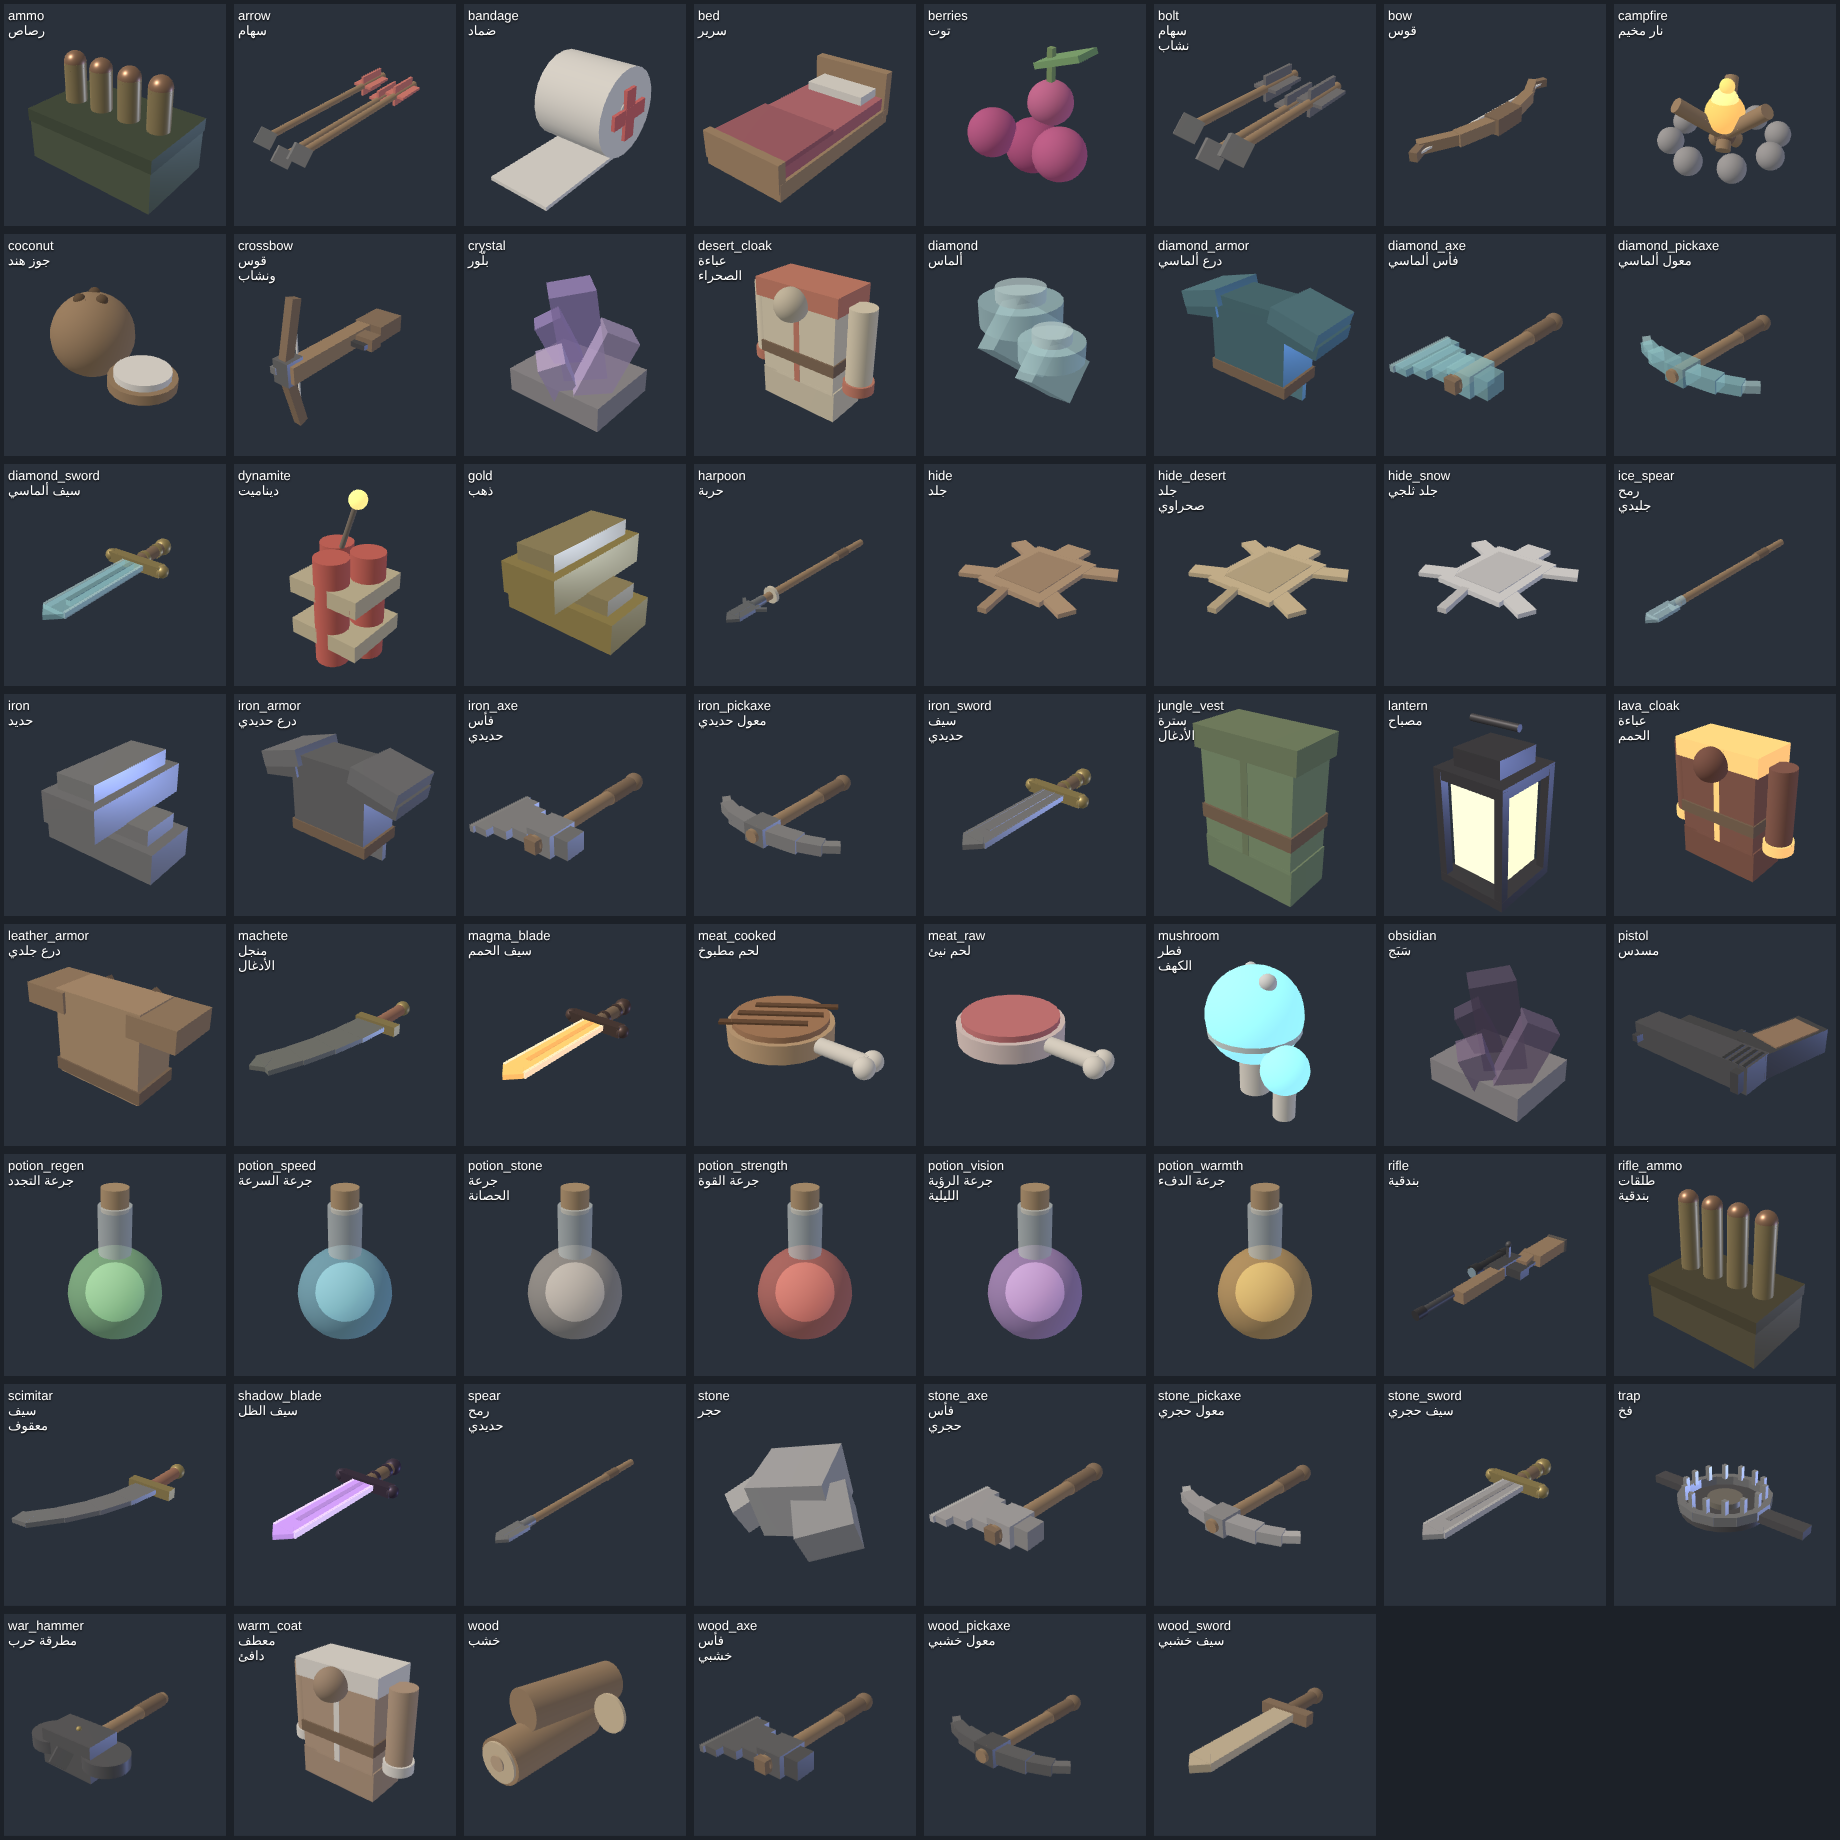 ammo
رصاص
arrow
سهام
bandage
ضماد
bed
سرير
berries
توت
bolt
سهام
نشاب
bow
قوس
campfire
نار مخيم
coconut
جوز هند
crossbow
قوس
ونشاب
crystal
بلّور
desert_cloak
عباءة
الصحراء
diamond
ألماس
diamond_armor
درع ألماسي
diamond_axe
فأس ألماسي
diamond_pickaxe
معول ألماسي
diamond_sword
سيف ألماسي
dynamite
ديناميت
gold
ذهب
harpoon
حربة
hide
جلد
hide_desert
جلد
صحراوي
hide_snow
جلد ثلجي
ice_spear
رمح
جليدي
iron
حديد
iron_armor
درع حديدي
iron_axe
فأس
حديدي
iron_pickaxe
معول حديدي
iron_sword
سيف
حديدي
jungle_vest
سترة
الأدغال
lantern
مصباح
lava_cloak
عباءة
الحمم
leather_armor
درع جلدي
machete
منجل
الأدغال
magma_blade
سيف الحمم
meat_cooked
لحم مطبوخ
meat_raw
لحم نيئ
mushroom
فطر
الكهف
obsidian
سَبَج
pistol
مسدس
potion_regen
جرعة التجدد
potion_speed
جرعة السرعة
potion_stone
جرعة
الحصانة
potion_strength
جرعة القوة
potion_vision
جرعة الرؤية
الليلية
potion_warmth
جرعة الدفء
rifle
بندقية
rifle_ammo
طلقات
بندقية
scimitar
سيف
معقوف
shadow_blade
سيف الظل
spear
رمح
حديدي
stone
حجر
stone_axe
فأس
حجري
stone_pickaxe
معول حجري
stone_sword
سيف حجري
trap
فخ
war_hammer
مطرقة حرب
warm_coat
معطف
دافئ
wood
خشب
wood_axe
فأس
خشبي
wood_pickaxe
معول خشبي
wood_sword
سيف خشبي